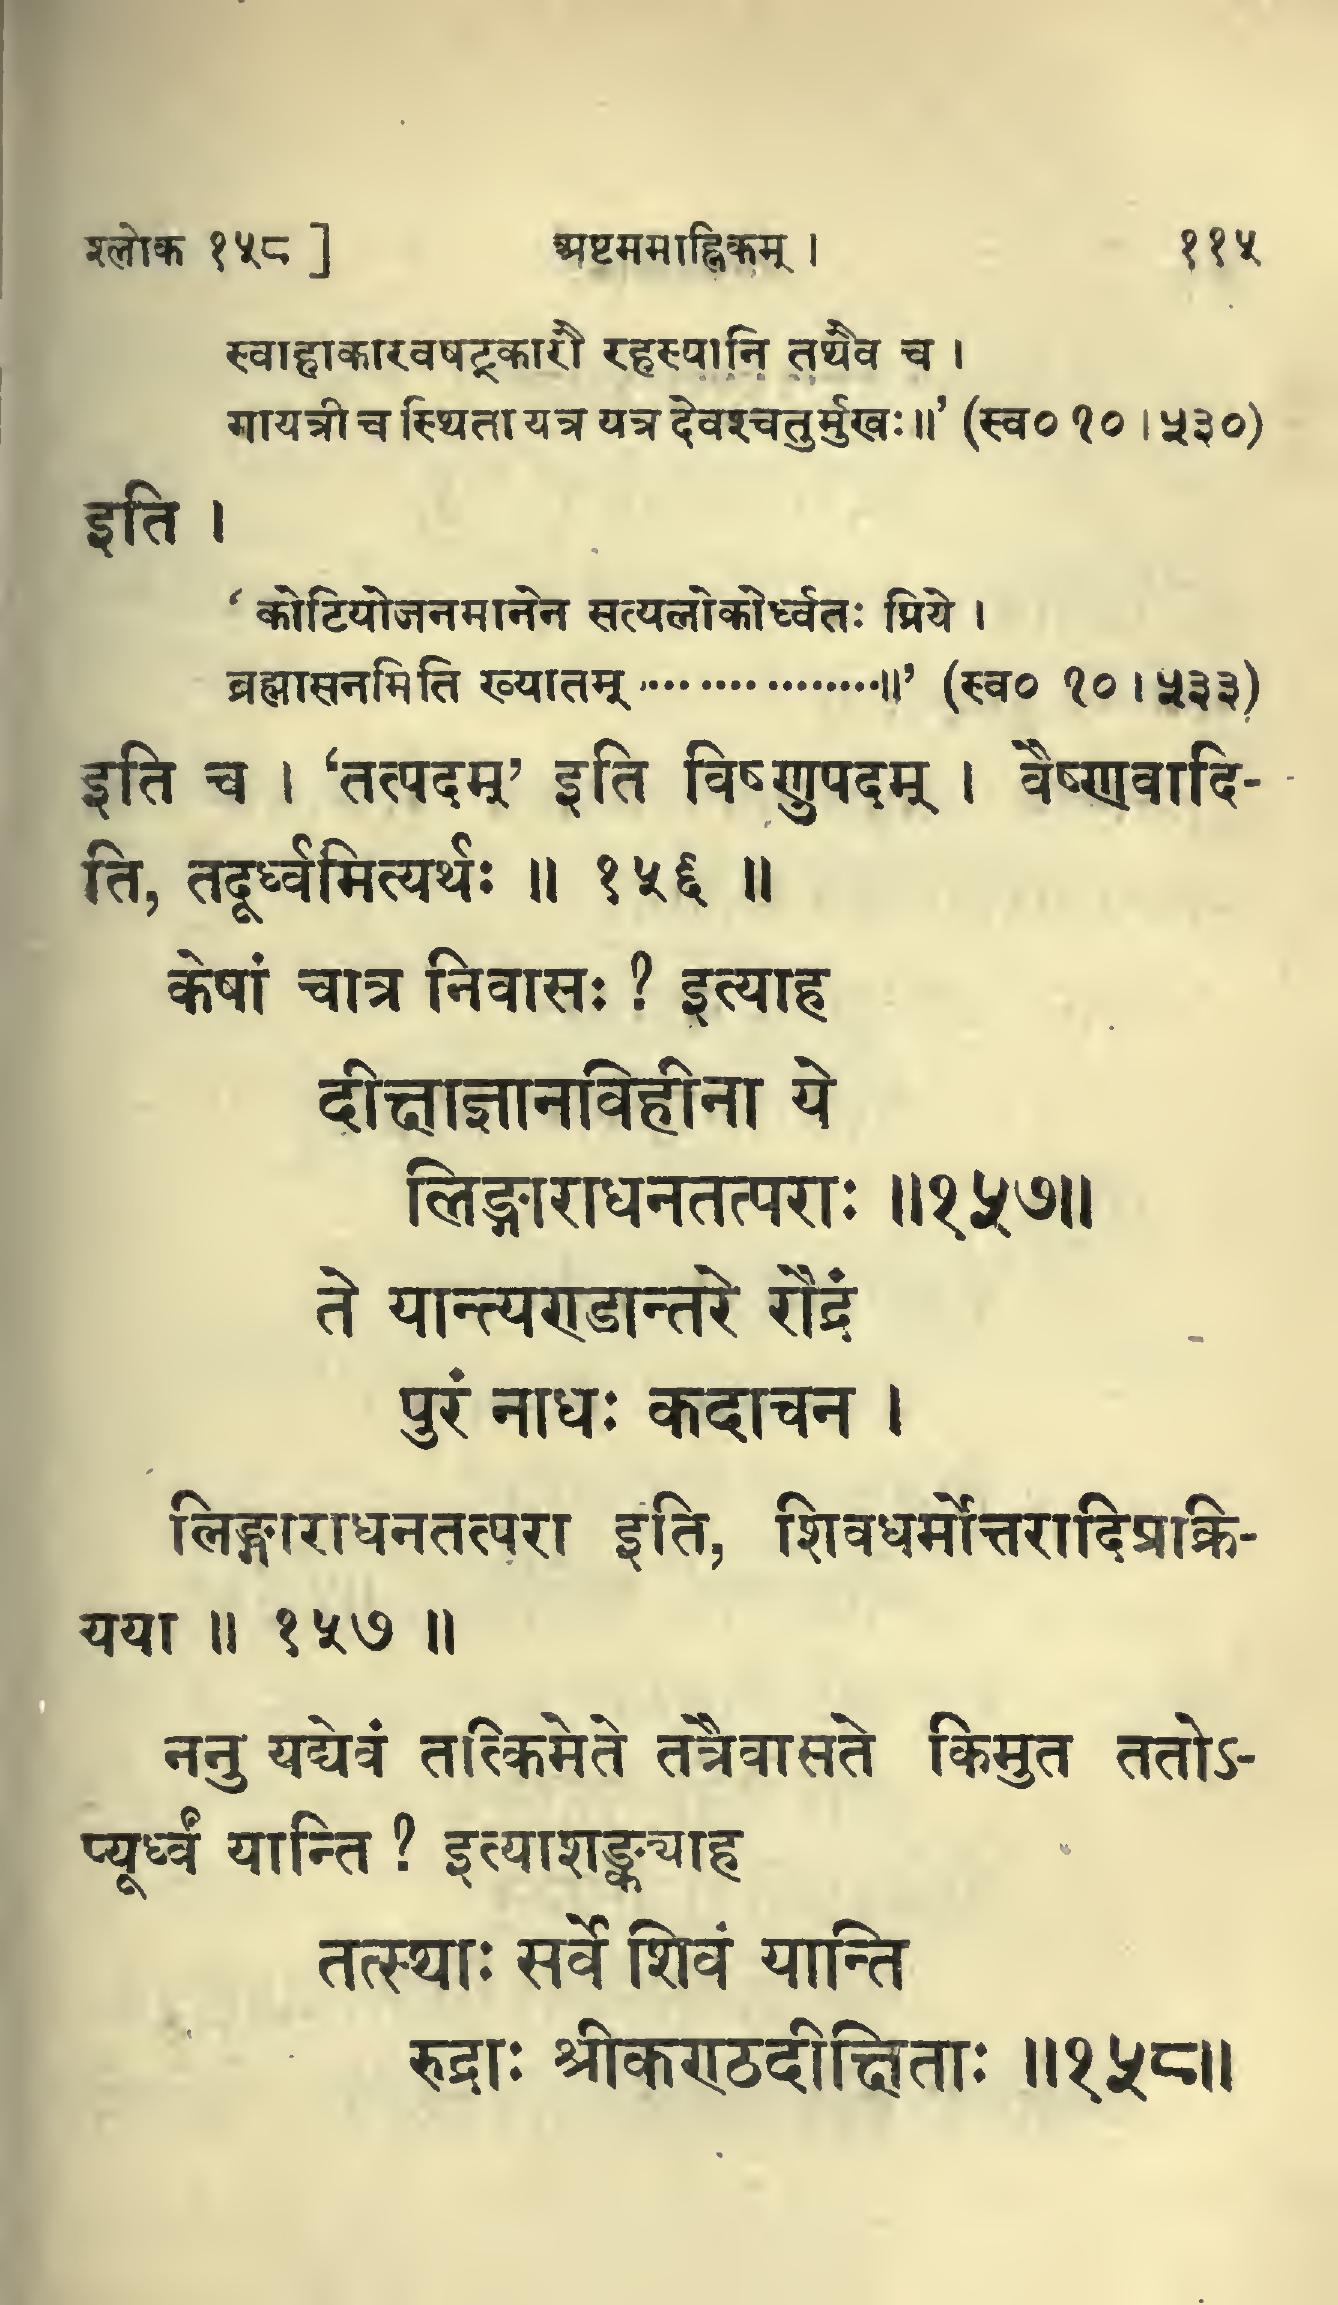 श्लोक १५८ ] अष्टममाह्निकम् । ११५
स्वाहाकारवषट्कारौ रहस्यानि तथैव च ।
गायत्री च स्थिता यत्र यत्र देवश्चतुर्मुखः ॥’ (स्व० १० । ५३०)
इति ।
‘ कोटियोजनमानेन सत्यलोकोर्ध्वतः प्रिये ।
ब्रह्मासनमिति ख्यातम् ..................॥’ (स्व० १० । ५३३)
इति च । ‘तत्पदम्’ इति विष्णुपदम् । वैष्णवादि-
ति, तदूर्ध्वमित्यर्थः ॥ १५६ ॥
केषां चात्र निवासः ? इत्याह
दीक्षाज्ञानविहीना ये
लिङ्गाराधनतत्पराः ॥१५७॥
ते यान्त्यण्डान्तरे रौद्रं
पुरं नाधः कदाचन ।
लिङ्गाराधनतत्परा इति, शिवधर्मोत्तरादिप्रक्रि-
यया ॥ १५७ ॥
ननु यद्येवं तत्किमेते तत्रैवासते किमुत ततोऽ-
प्यूर्ध्वं यान्ति ? इत्याशङ्क्याह
तत्स्थाः सर्वे शिवं यान्ति
रुद्राः श्रीकण्ठदीक्षिताः ॥१५८॥